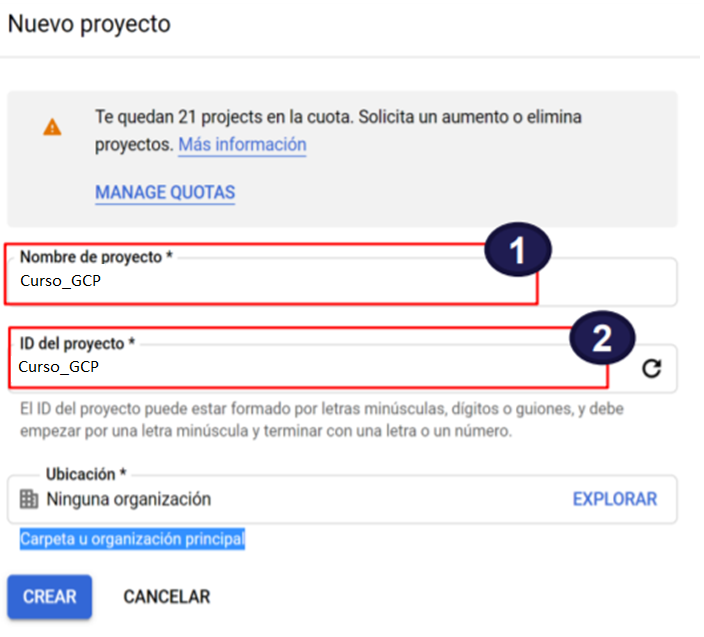 Nuevo proyecto
Te quedan 21 projects en la cuota. Solicita un aumento o elimina
proyectos. Más información
MANAGE QUOTAS
1
Nombre de proyecto *
Curso_GCP
2
ID del proyecto *
Curso_GCP
El ID del proyecto puede estar formado por letras minúsculas, dígitos o guiones, y debe
empezar por una letra minúscula y terminar con una letra o un número.
Ubicación *
Ninguna organización EXPLORAR
Carpeta u organización principal
CREAR CANCELAR